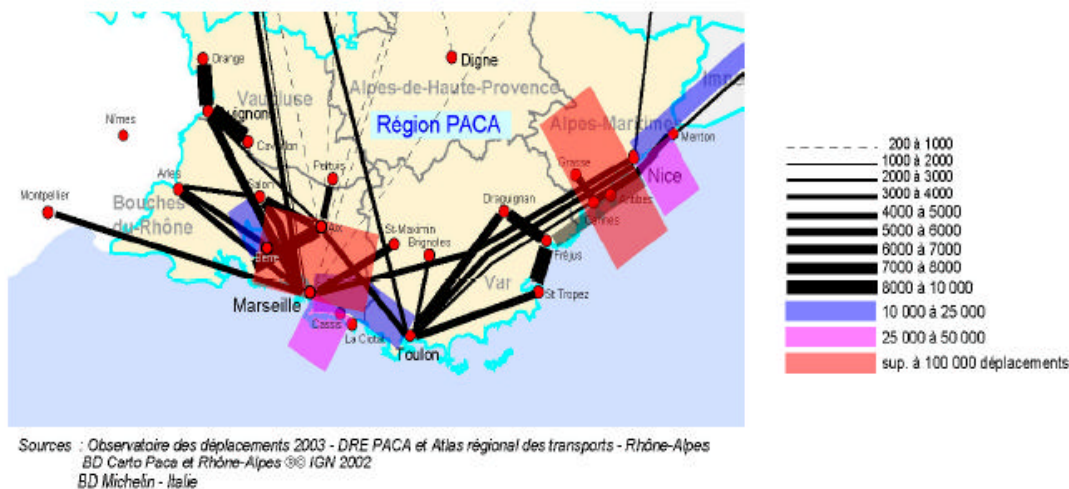 Orange
Digne
Alpes-de-Haute-Provence
Vaucluse
Avignon
Région PACA
Nîmes
Cavaillon
Alpes-Maritimes
Menton
Pertuis
Grasse
Nice
Arles
Salon
Montpellier
Bouches
du-Rhône
Antibes
Cannes
Draguignan
Aix
St-Maximin
Brignoles
Berre
Fréjus
Var
St Tropez
Marseille
Cassis
La Ciotat
Toulon
200 à 1000
1000 à 2000
2000 à 3000
3000 à 4000
4000 à 5000
5000 à 6000
6000 à 7000
7000 à 8000
8000 à 10 000
10 000 à 25 000
25 000 à 50 000
sup. à 100 000 déplacements
Sources : Observatoire des déplacements 2003 - DRE PACA et Atlas régional des transports - Rhône-Alpes
BD Carto Paca et Rhône-Alpes ®© IGN 2002
BD Michelin - Italie